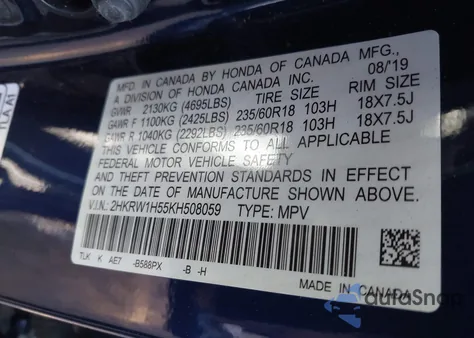 MFD. IN CANADA BY HONDA OF CANADA MFG.,
A DIVISION OF HONDA CANADA INC. 08/'19
GVWR 2130KG (4695LBS) TIRE SIZE RIM SIZE
GAWR F 1100KG (2425LBS) 235/60R18 103H 18X7.5J
GAWR R 1040KG (2292LBS) 235/60R18 103H 18X7.5J
THIS VEHICLE CONFORMS TO ALL APPLICABLE
FEDERAL MOTOR VEHICLE SAFETY
AND THEFT PREVENTION STANDARDS IN EFFECT
ON THE DATE OF MANUFACTURE SHOWN ABOVE.
V.I.N.: 2HKRW1H55KH508059 TYPE: MPV
TLK K AE7 -B588PX -B -H
MADE IN CANADA
autoSnap